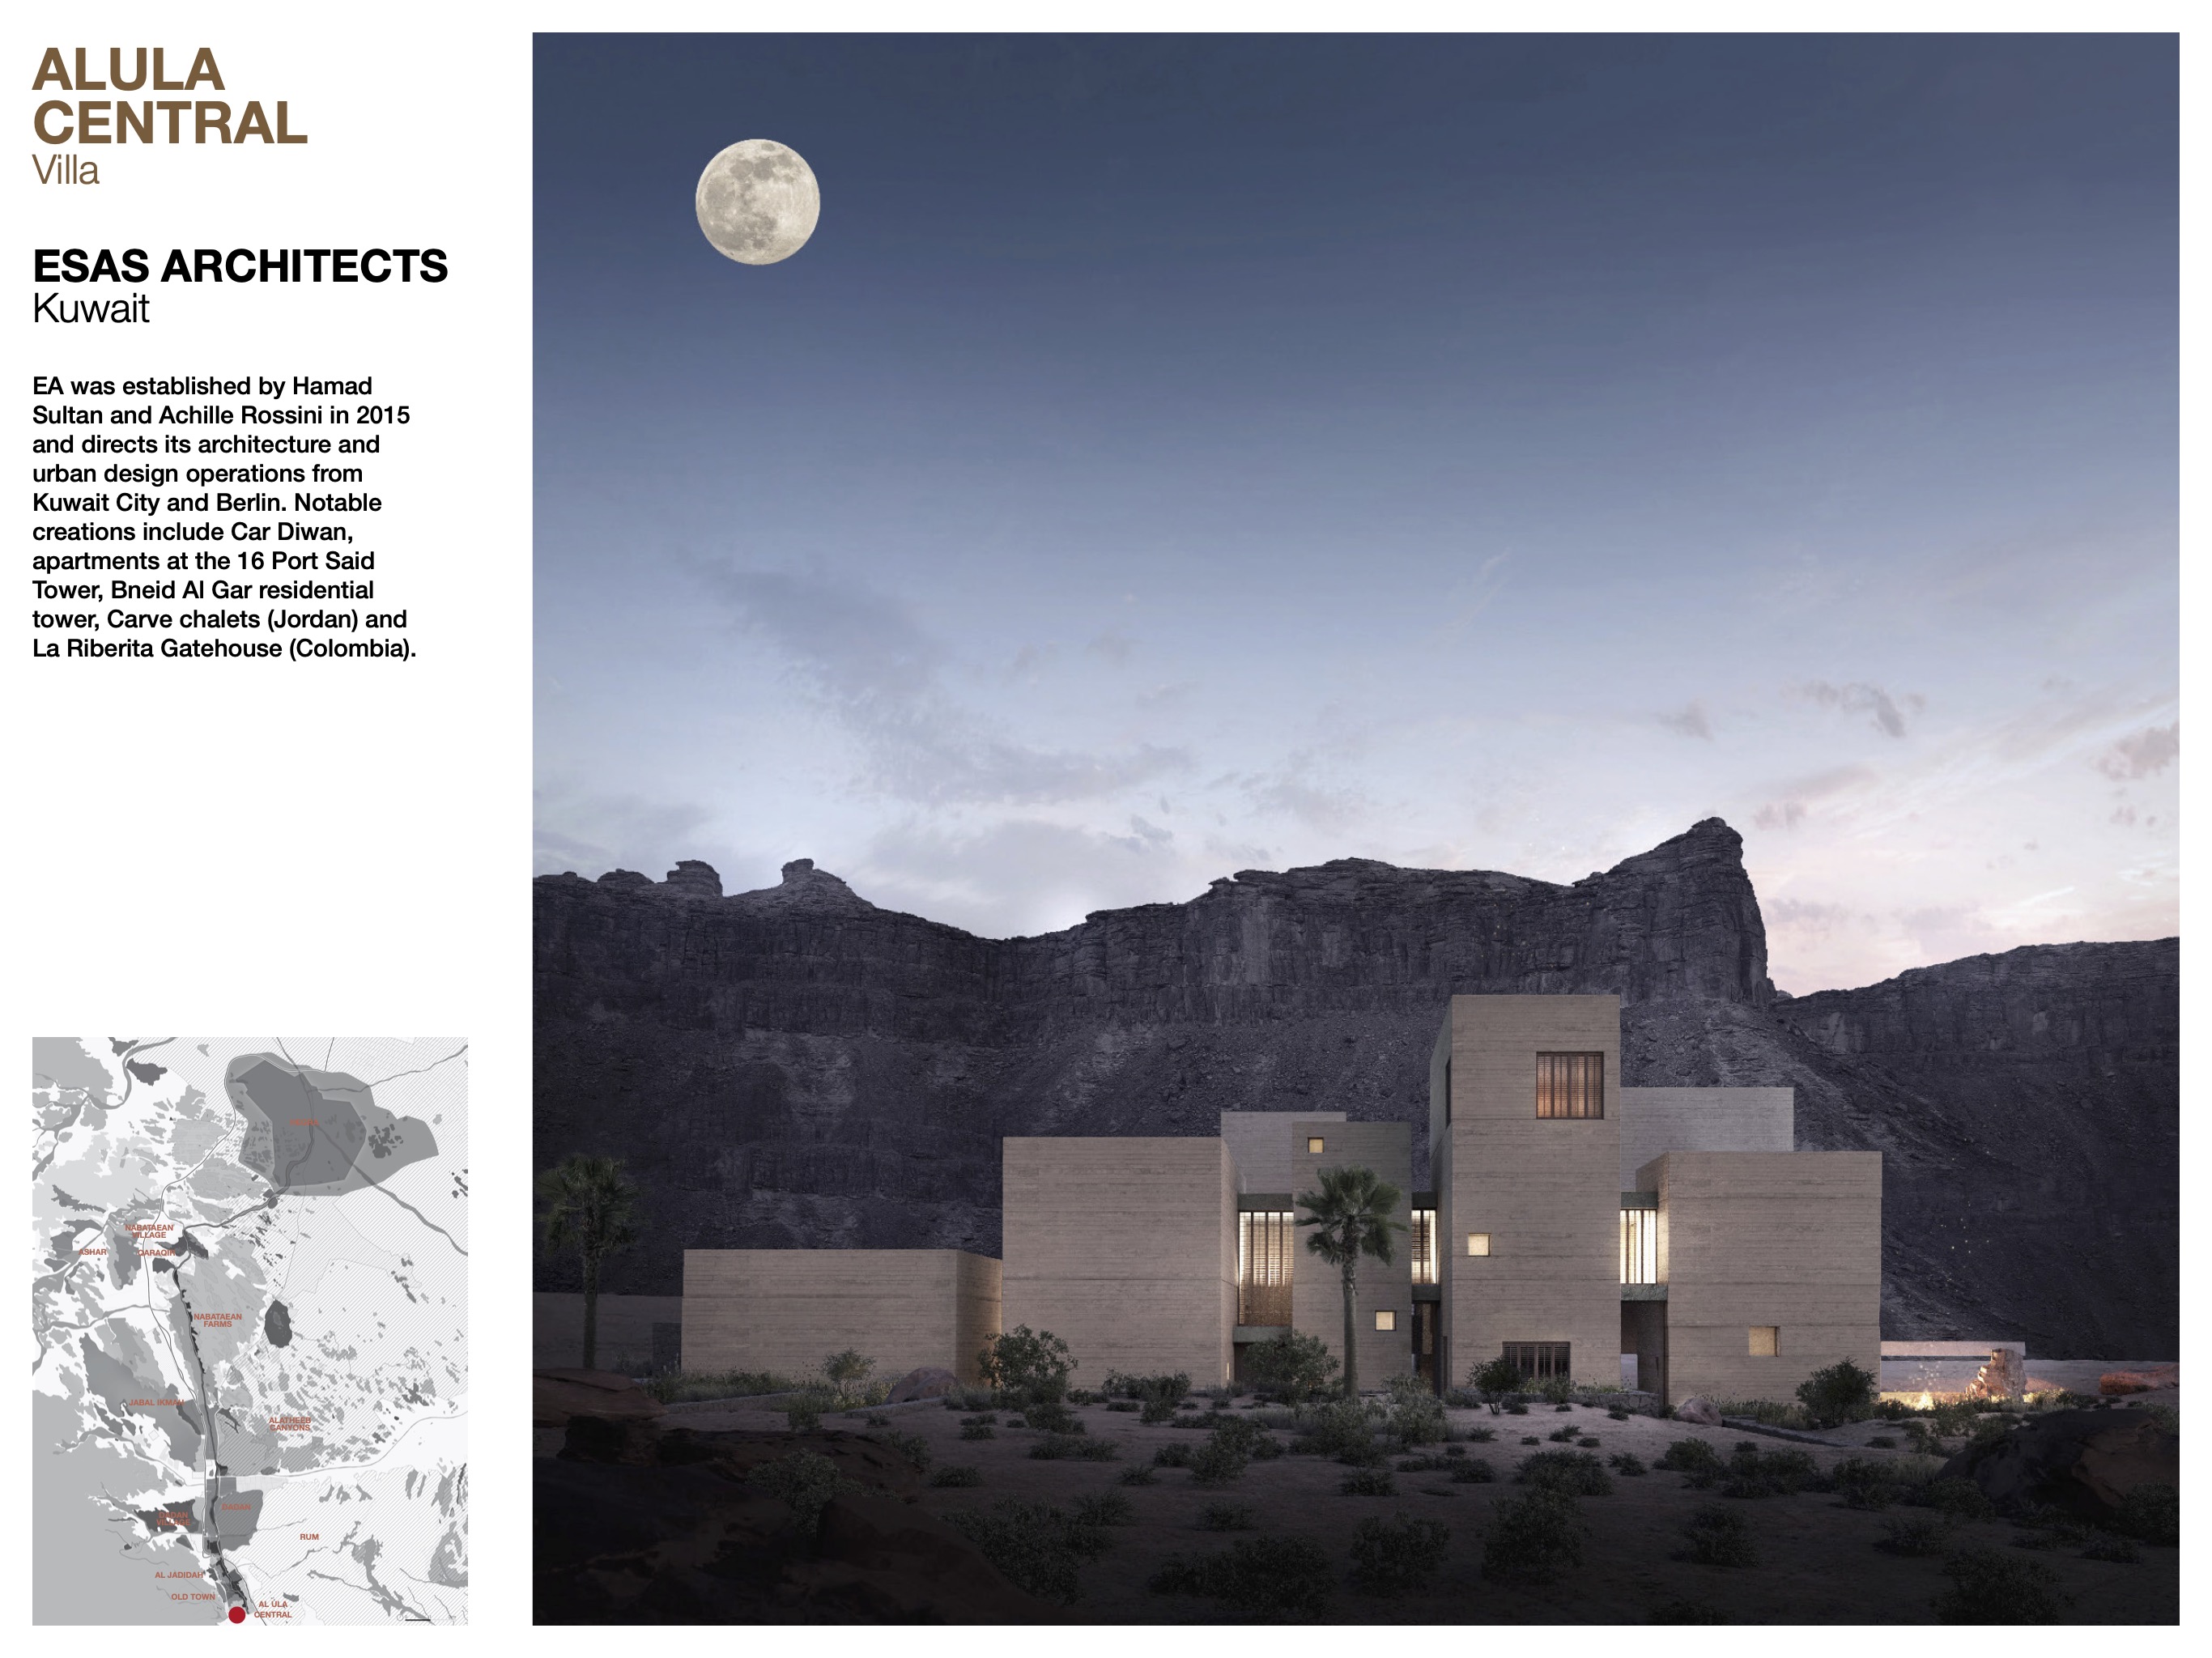 ALULA
CENTRAL
Villa
ESAS ARCHITECTS
Kuwait
EA was established by Hamad
Sultan and Achille Rossini in 2015
and directs its architecture and
urban design operations from
Kuwait City and Berlin. Notable
creations include Car Diwan,
apartments at the 16 Port Said
Tower, Bneid Al Gar residential
tower, Carve chalets (Jordan) and
La Riberita Gatehouse (Colombia).
NABATAEAN
VILLAGE
ASHAR
QARAQIR
NABATAEAN
FARMS
JABAL IKMAH
ALATHEEB
CANYONS
DADAN
DADAN
RUM
AL JADIDAH
OLD TOWN
AL ULA
CENTRAL